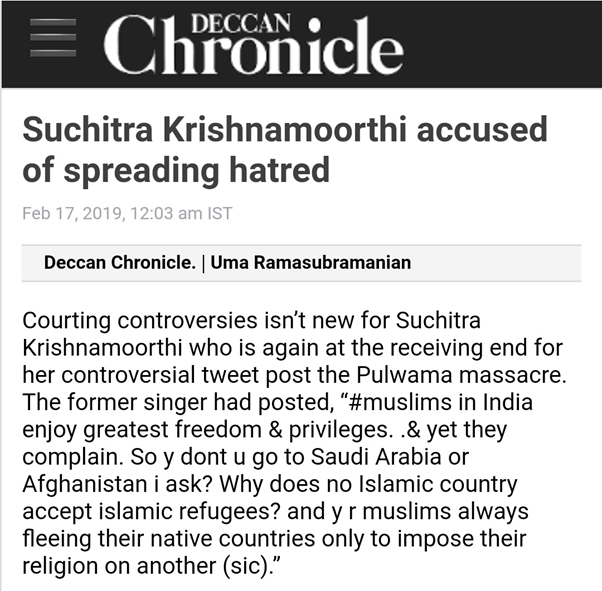 DECCAN
Chronicle
Suchitra Krishnamoorthi accused
of spreading hatred
Feb 17, 2019, 12:03 am IST
Deccan Chronicle. | Uma Ramasubramanian
Courting controversies isn’t new for Suchitra
Krishnamoorthi who is again at the receiving end for
her controversial tweet post the Pulwama massacre.
The former singer had posted, “#muslims in India
enjoy greatest freedom & privileges. .& yet they
complain. So y dont u go to Saudi Arabia or
Afghanistan i ask? Why does no Islamic country
accept islamic refugees? and y r muslims always
fleeing their native countries only to impose their
religion on another (sic).”